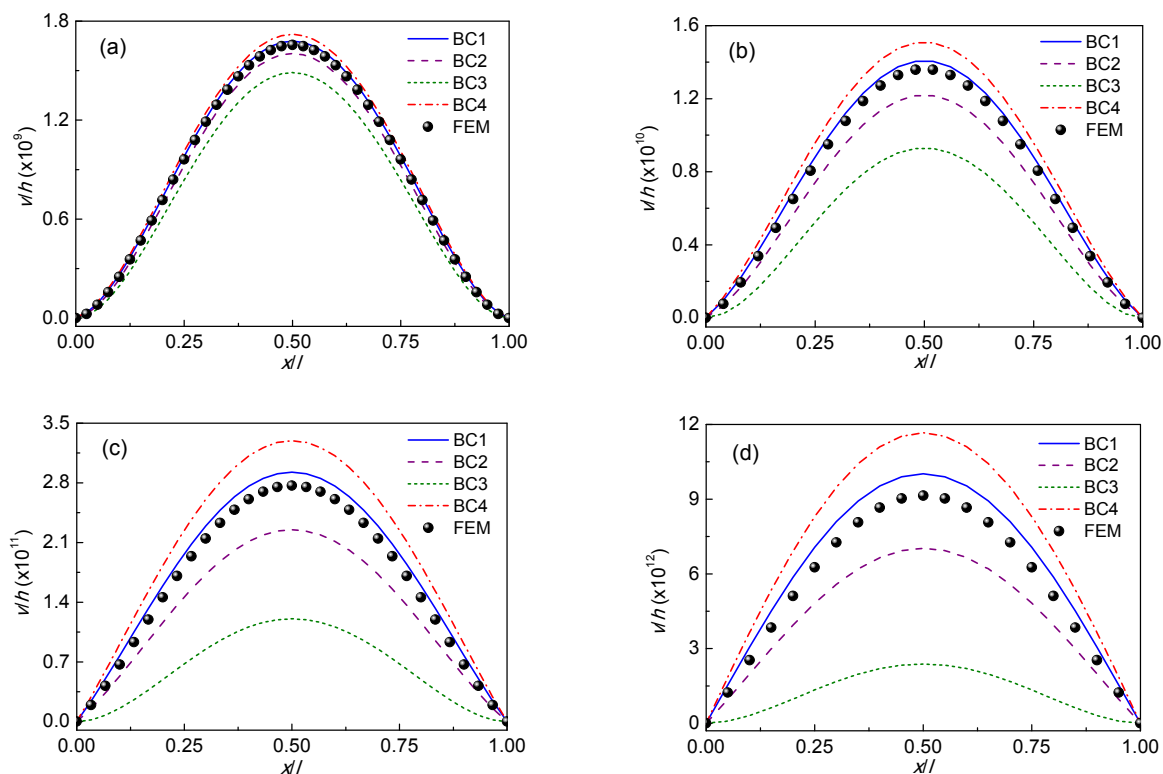 (a)
BC1
BC2
BC3
BC4
FEM
1.8
1.2
0.6
0.0
v/h (x10⁹)
0.00
0.25
0.50
0.75
1.00
x/l
(b)
BC1
BC2
BC3
BC4
FEM
1.6
1.2
0.8
0.4
0.0
v/h (x10¹⁰)
0.00
0.25
0.50
0.75
1.00
x/l
(c)
BC1
BC2
BC3
BC4
FEM
3.5
2.8
2.1
1.4
0.7
0.0
v/h (x10¹¹)
0.00
0.25
0.50
0.75
1.00
x/l
(d)
BC1
BC2
BC3
BC4
FEM
12
9
6
3
0
v/h (x10¹²)
0.00
0.25
0.50
0.75
1.00
x/l